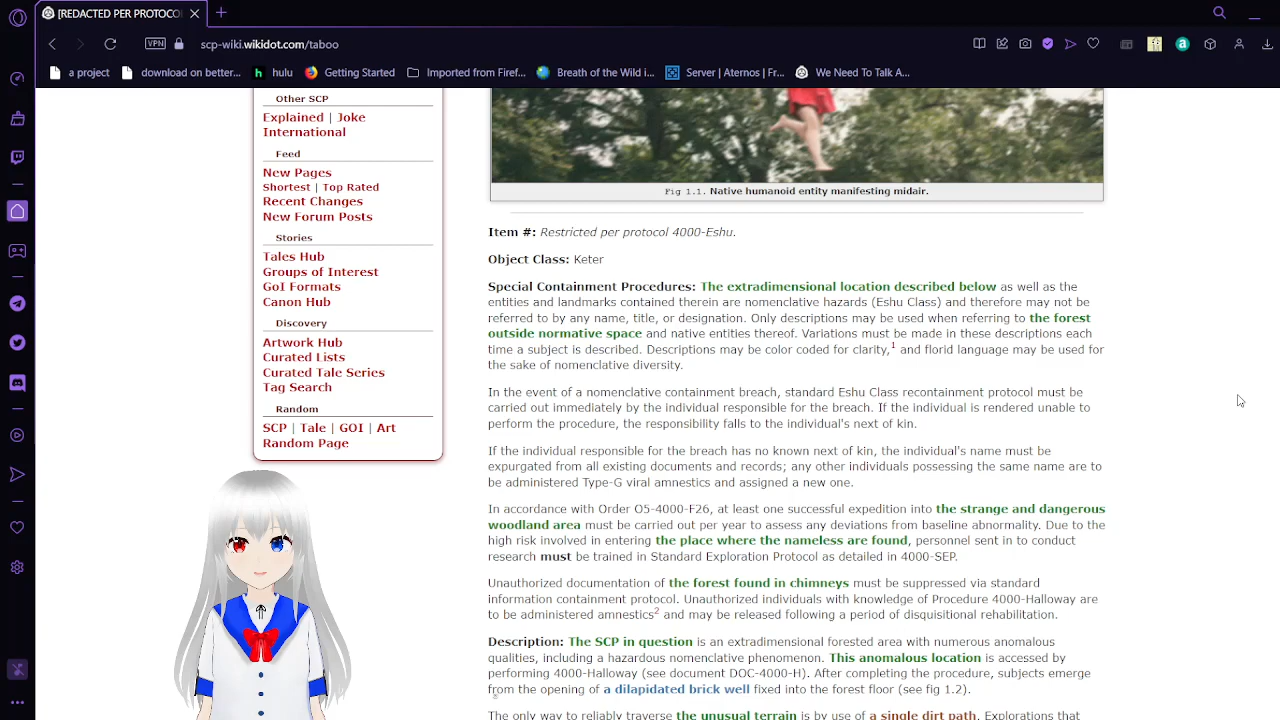 [REDACTED PER PROTOCO
VPN
scp-wiki.wikidot.com/taboo
a project
download on better...
hulu
Getting Started
Imported from Firef...
Breath of the Wild i...
Server | Aternos | Fr...
We Need To Talk A...
Other SCP
Explained | Joke
International
Feed
New Pages
Shortest | Top Rated
Recent Changes
New Forum Posts
Stories
Tales Hub
Groups of Interest
GoI Formats
Canon Hub
Discovery
Artwork Hub
Curated Lists
Curated Tale Series
Tag Search
Random
SCP | Tale | GOI | Art
Random Page
Fig 1.1. Native humanoid entity manifesting midair.
Item #: Restricted per protocol 4000-Eshu.
Object Class: Keter
Special Containment Procedures: The extradimensional location described below as well as the
entities and landmarks contained therein are nomenclative hazards (Eshu Class) and therefore may not be
referred to by any name, title, or designation. Only descriptions may be used when referring to the forest
outside normative space and native entities thereof. Variations must be made in these descriptions each
time a subject is described. Descriptions may be color coded for clarity,1 and florid language may be used for
the sake of nomenclative diversity.
In the event of a nomenclative containment breach, standard Eshu Class recontainment protocol must be
carried out immediately by the individual responsible for the breach. If the individual is rendered unable to
perform the procedure, the responsibility falls to the individual's next of kin.
If the individual responsible for the breach has no known next of kin, the individual's name must be
expurgated from all existing documents and records; any other individuals possessing the same name are to
be administered Type-G viral amnestics and assigned a new one.
In accordance with Order O5-4000-F26, at least one successful expedition into the strange and dangerous
woodland area must be carried out per year to assess any deviations from baseline abnormality. Due to the
high risk involved in entering the place where the nameless are found, personnel sent in to conduct
research must be trained in Standard Exploration Protocol as detailed in 4000-SEP.
Unauthorized documentation of the forest found in chimneys must be suppressed via standard
information containment protocol. Unauthorized individuals with knowledge of Procedure 4000-Halloway are
to be administered amnestics2 and may be released following a period of disquisitional rehabilitation.
Description: The SCP in question is an extradimensional forested area with numerous anomalous
qualities, including a hazardous nomenclative phenomenon. This anomalous location is accessed by
performing 4000-Halloway (see document DOC-4000-H). After completing the procedure, subjects emerge
from the opening of a dilapidated brick well fixed into the forest floor (see fig 1.2).
The only way to reliably traverse the unusual terrain is by use of a single dirt path. Explorations that